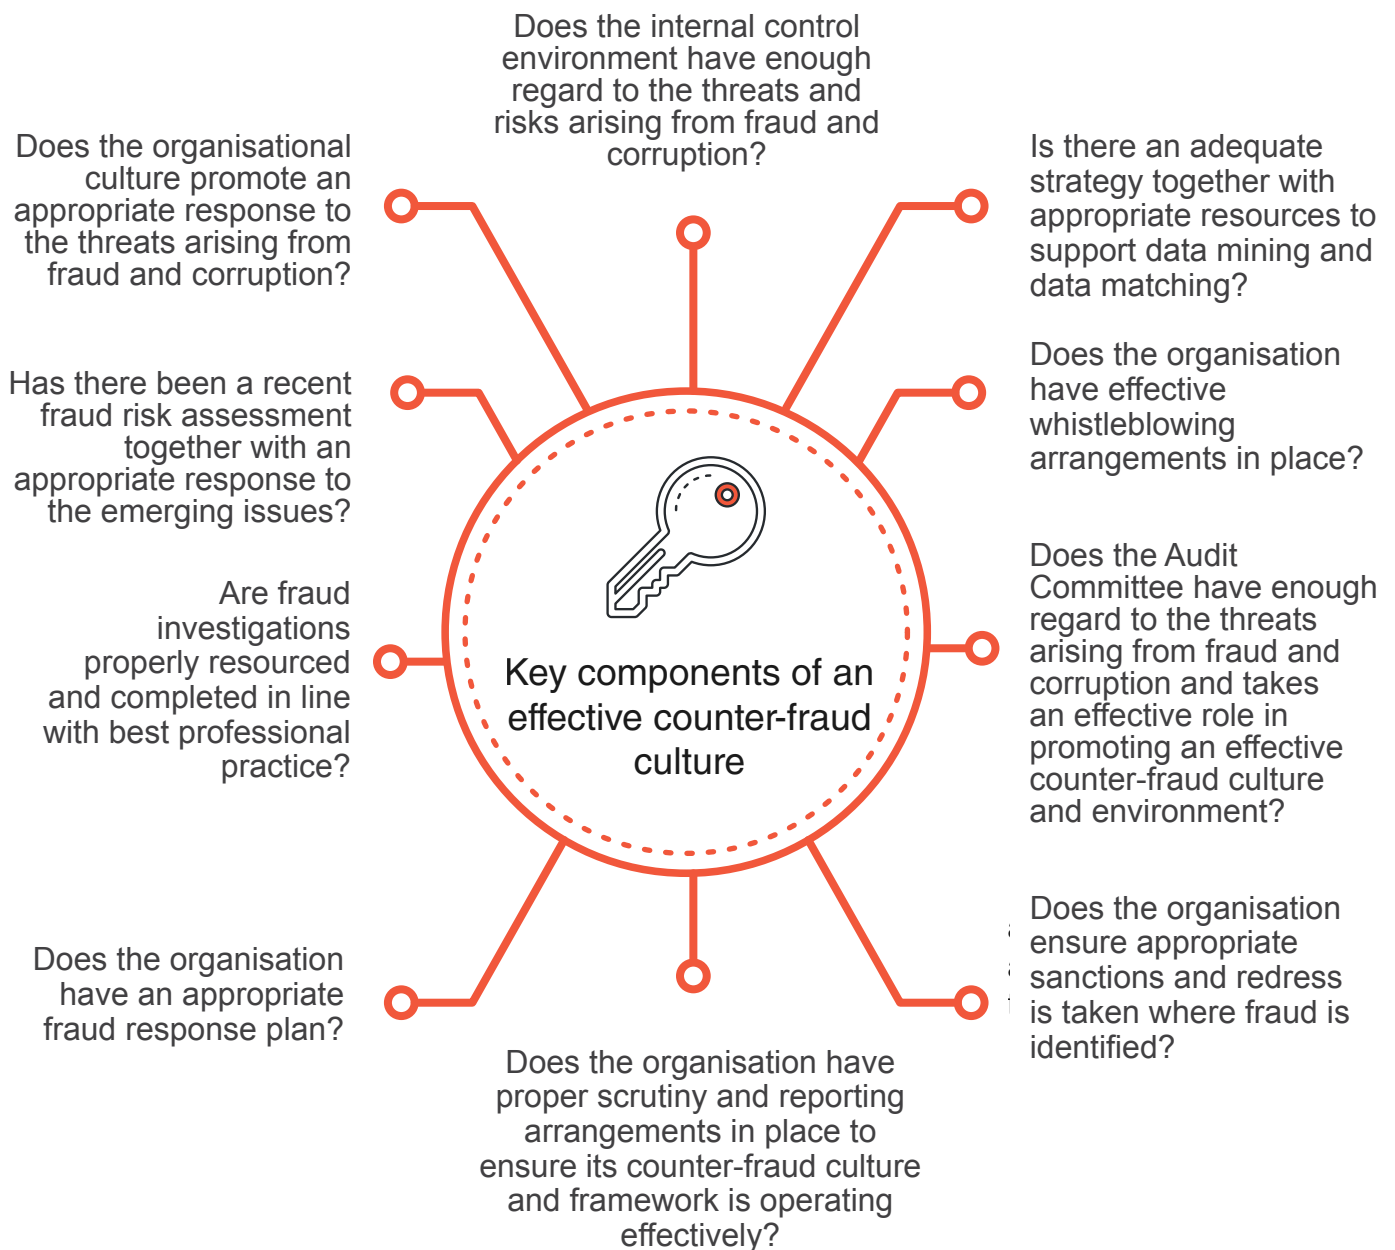 Does the internal control
environment have enough
regard to the threats and
risks arising from fraud and
corruption?
Does the organisational
culture promote an
appropriate response to
the threats arising from
fraud and corruption?
Is there an adequate
strategy together with
appropriate resources to
support data mining and
data matching?
Has there been a recent
fraud risk assessment
together with an
appropriate response to
the emerging issues?
Does the organisation
have effective
whistleblowing
arrangements in place?
Are fraud
investigations
properly resourced
and completed in line
with best professional
practice?
Key components of an
effective counter-fraud
culture
Does the Audit
Committee have enough
regard to the threats
arising from fraud and
corruption and takes
an effective role in
promoting an effective
counter-fraud culture
and environment?
Does the organisation
have an appropriate
fraud response plan?
Does the organisation have
proper scrutiny and reporting
arrangements in place to
ensure its counter-fraud culture
and framework is operating
effectively?
Does the organisation
ensure appropriate
sanctions and redress
is taken where fraud is
identified?